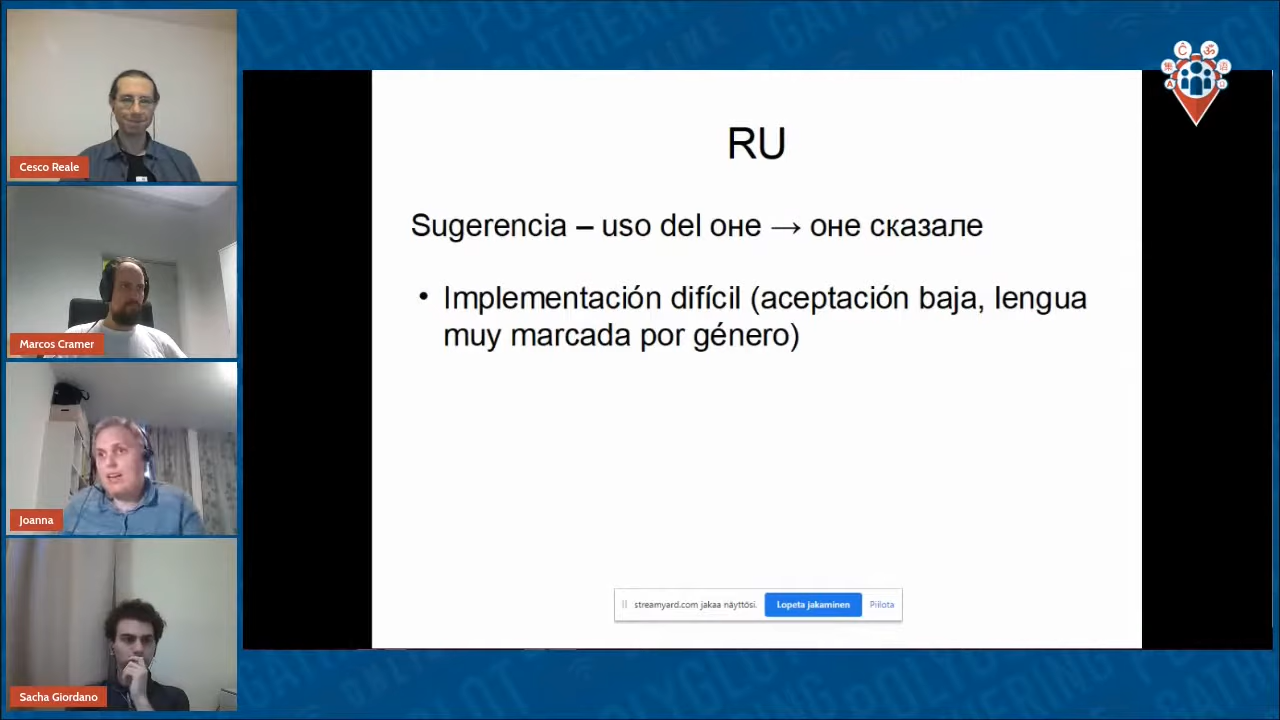 Cesco Reale
Marcos Cramer
Joanna
Sacha Giordano
RU
Sugerencia – uso del оне → оне сказале
• Implementación difícil (aceptación baja, lengua
muy marcada por género)
streamyard.com jakaa näyttösi.
Lopeta jakaminen
Piilota